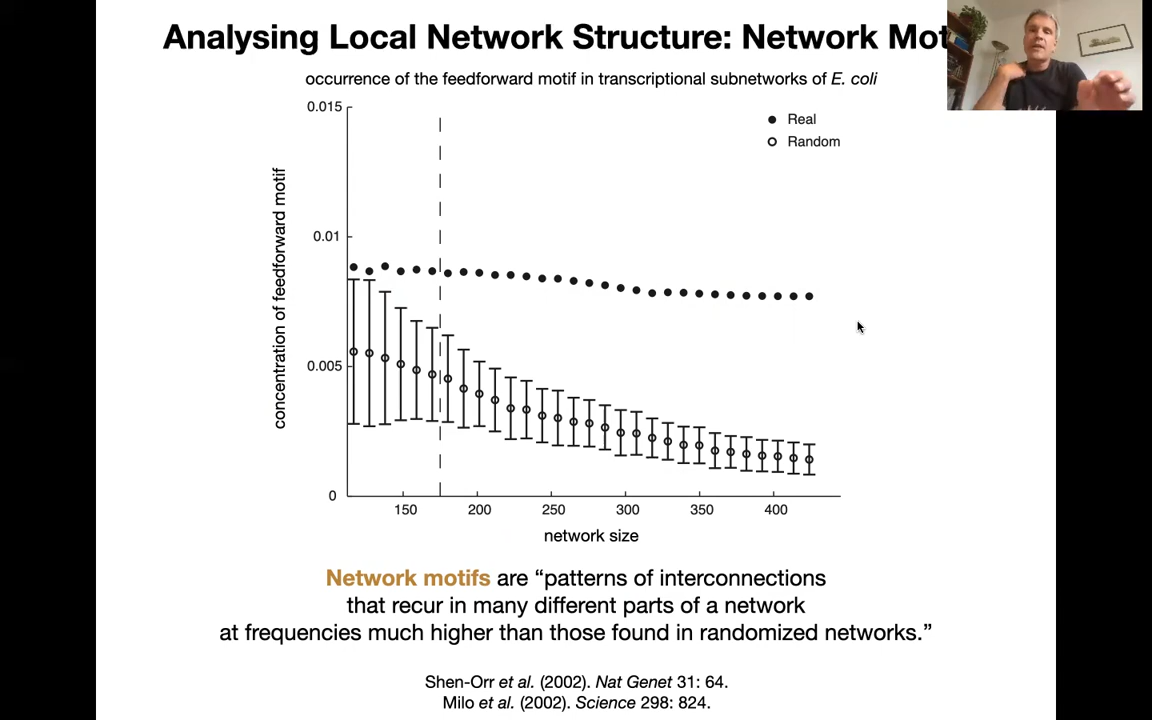 Analysing Local Network Structure: Network Mot
occurrence of the feedforward motif in transcriptional subnetworks of E. coli
0.015
Real
Random
0.01
0.005
0
concentration of feedforward motif
150 200 250 300 350 400
network size
Network motifs are “patterns of interconnections
that recur in many different parts of a network
at frequencies much higher than those found in randomized networks.”
Shen-Orr et al. (2002). Nat Genet 31: 64.
Milo et al. (2002). Science 298: 824.